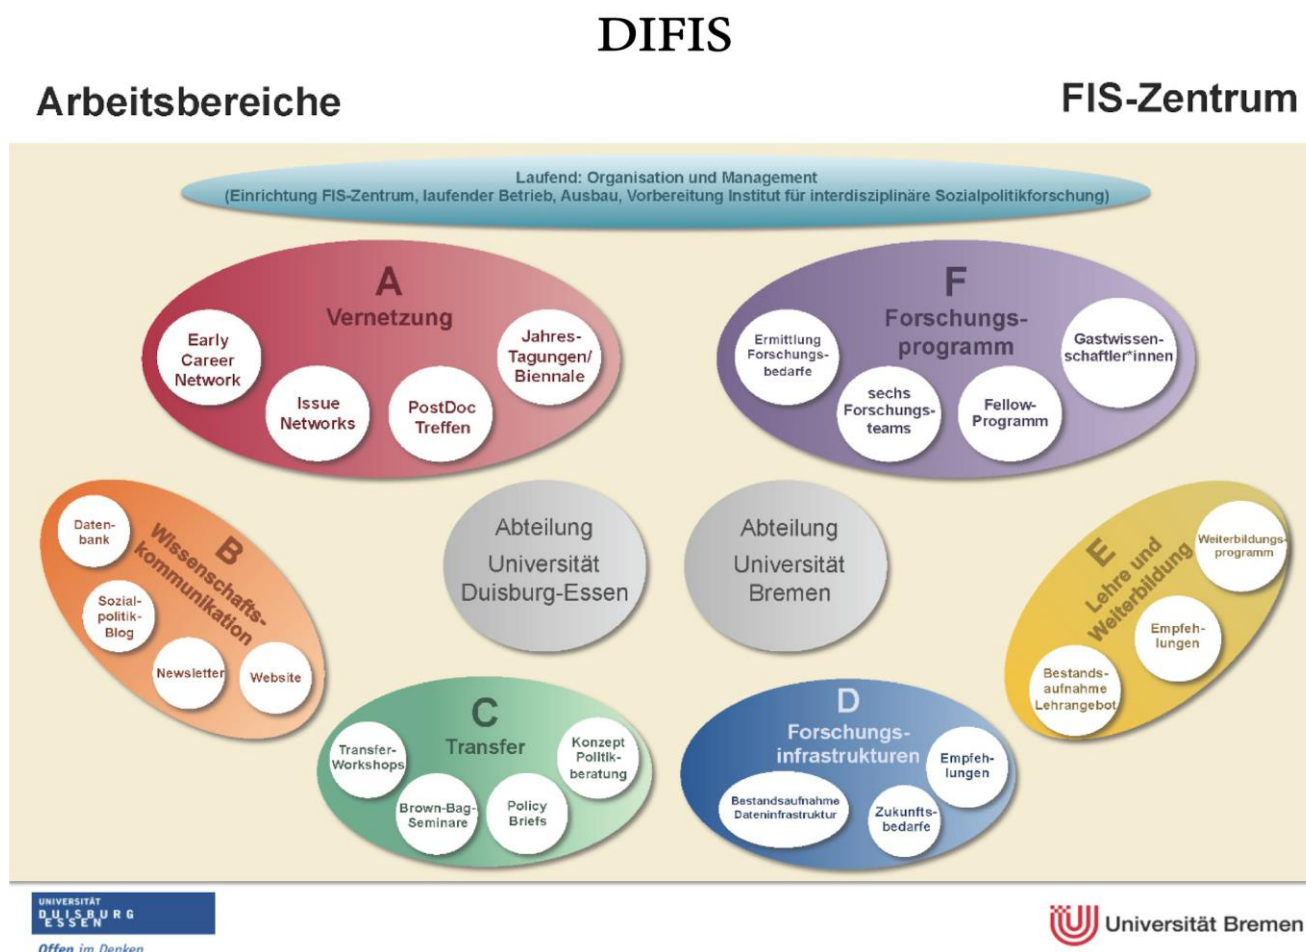 DIFIS
Arbeitsbereiche
FIS-Zentrum
Laufend: Organisation und Management
(Einrichtung FIS-Zentrum, laufender Betrieb, Ausbau, Vorbereitung Institut für interdisziplinäre Sozialpolitikforschung)
A
Vernetzung
Early
Career
Network
Issue
Networks
PostDoc
Treffen
Jahres-
Tagungen/
Biennale
F
Forschungs-
programm
Ermittlung
Forschungs-
bedarfe
sechs
Forschungs-
teams
Fellow-
Programm
Gastwissen-
schaftler*innen
B
Wissenschafts-
kommunikation
Daten-
bank
Sozial-
politik-
Blog
Newsletter
Website
Abteilung
Universität
Duisburg-Essen
Abteilung
Universität
Bremen
E
Lehre und
Weiterbildung
Weiterbildungs-
programm
Empfeh-
lungen
Bestands-
aufnahme
Lehrangebot
C
Transfer
Transfer-
Workshops
Brown-Bag-
Seminare
Policy
Briefs
Konzept
Politik-
beratung
D
Forschungs-
infrastrukturen
Bestandsaufnahme
Dateninfrastruktur
Zukunfts-
bedarfe
Empfeh-
lungen
UNIVERSITÄT
DUISBURG
ESSEN
Offen im Denken
Universität Bremen